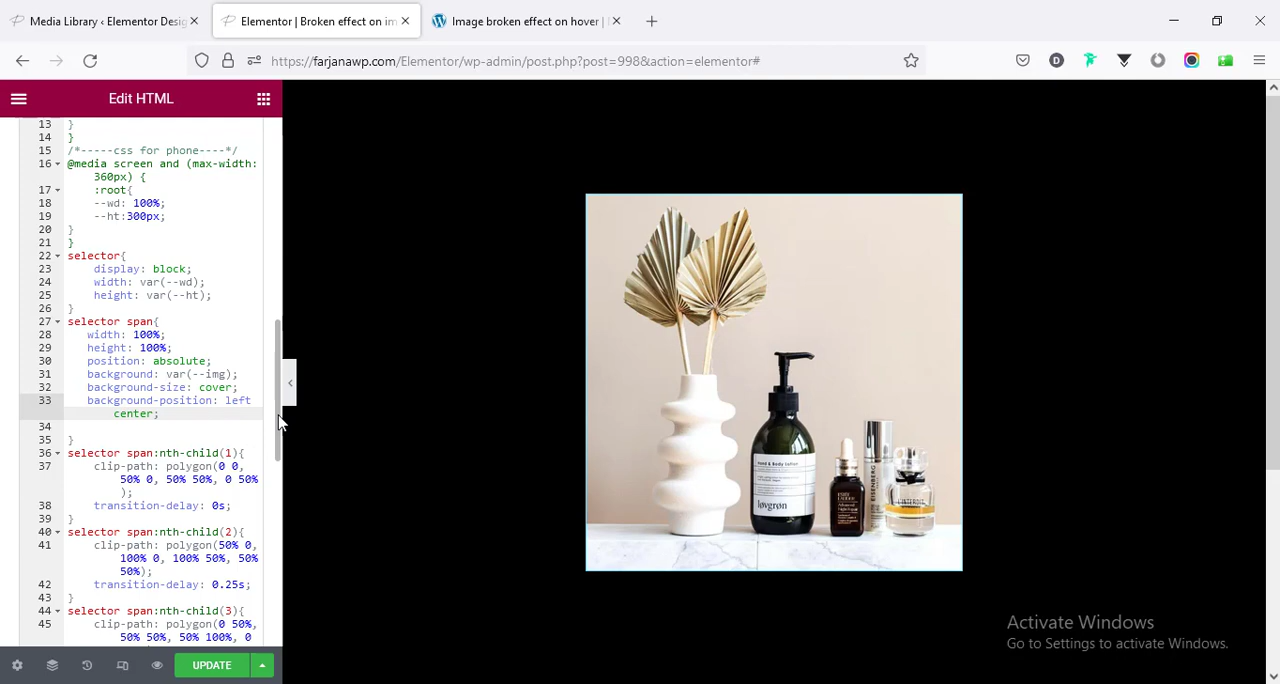 Media Library ‹ Elementor Desig
Elementor | Broken effect on im
Image broken effect on hover |
https://farjanawp.com/Elementor/wp-admin/post.php?post=998&action=elementor#
Edit HTML
13 }
14 }
15 /*-----css for phone----*/
16 @media screen and (max-width:
360px) {
17 :root{
18 --wd: 100%;
19 --ht:300px;
20 }
21 }
22 selector{
23 display: block;
24 width: var(--wd);
25 height: var(--ht);
26 }
27 selector span{
28 width: 100%;
29 height: 100%;
30 position: absolute;
31 background: var(--img);
32 background-size: cover;
33 background-position: left
center;
34
35 }
36 selector span:nth-child(1){
37 clip-path: polygon(0 0,
50% 0, 50% 50%, 0 50%
);
38 transition-delay: 0s;
39 }
40 selector span:nth-child(2){
41 clip-path: polygon(50% 0,
100% 0, 100% 50%, 50%
50%);
42 transition-delay: 0.25s;
43 }
44 selector span:nth-child(3){
45 clip-path: polygon(0 50%,
50% 50%, 50% 100%, 0
UPDATE
Hand & Body Lotion
løvgrøn
EISENBERG
Activate Windows
Go to Settings to activate Windows.